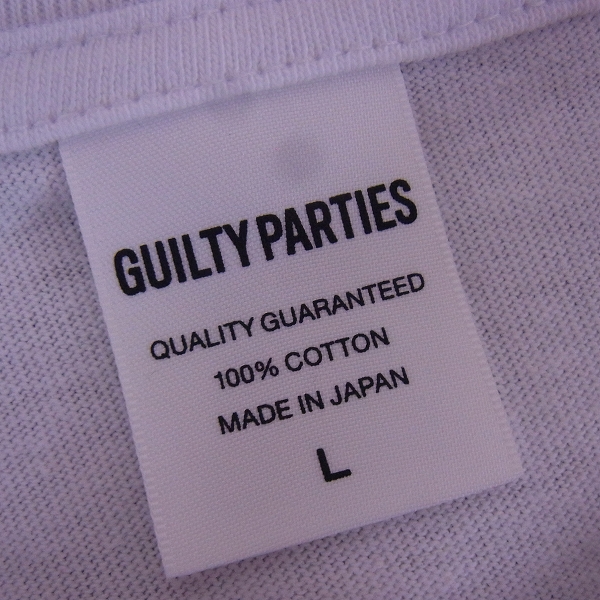 GUILTY PARTIES
QUALITY GUARANTEED
100% COTTON
MADE IN JAPAN
L